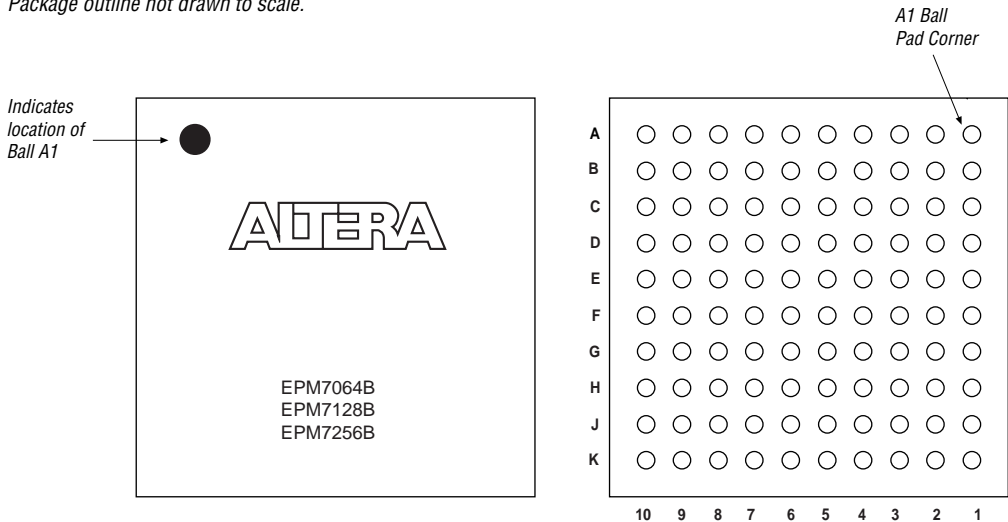 Package outline not drawn to scale.
A1 Ball
Pad Corner
Indicates
location of
Ball A1
ALTERA
EPM7064B
EPM7128B
EPM7256B
A
B
C
D
E
F
G
H
J
K
10 9 8 7 6 5 4 3 2 1